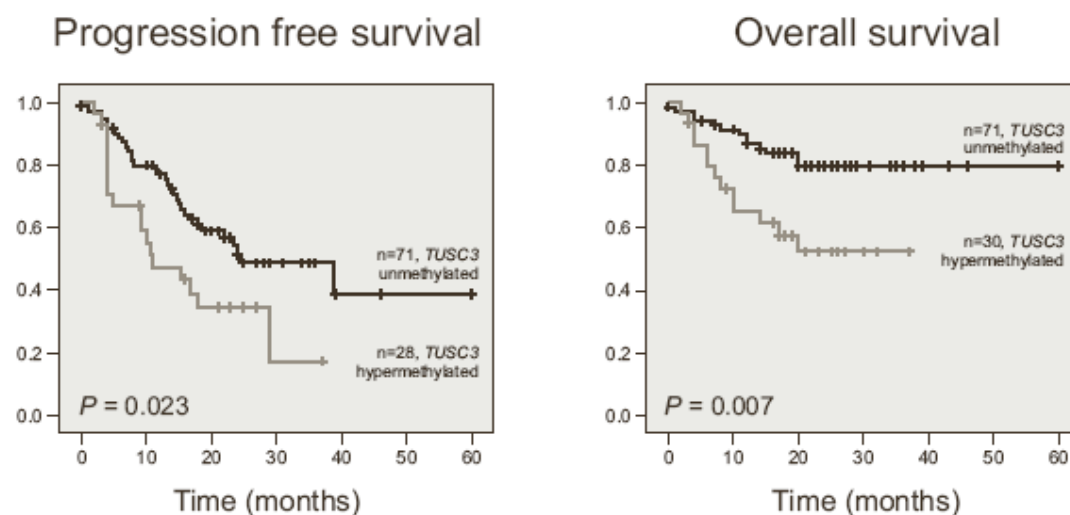 Progression free survival
1.0
0.8
0.6
0.4
0.2
0.0
n=71, TUSC3
unmethylated
n=28, TUSC3
hypermethylated
P = 0.023
0 10 20 30 40 50 60
Time (months)
Overall survival
1.0
0.8
0.6
0.4
0.2
0.0
n=71, TUSC3
unmethylated
n=30, TUSC3
hypermethylated
P = 0.007
0 10 20 30 40 50 60
Time (months)